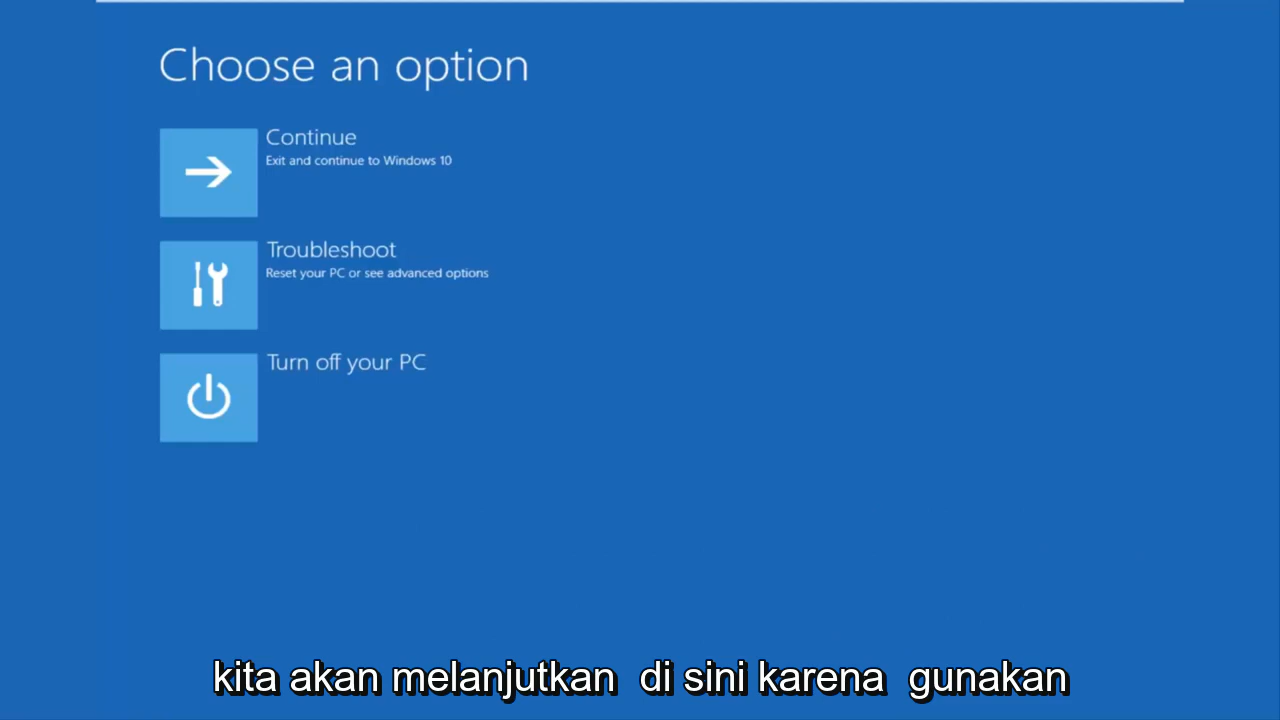 Choose an option
Continue
Exit and continue to Windows 10
Troubleshoot
Reset your PC or see advanced options
Turn off your PC
kita akan melanjutkan di sini karena gunakan